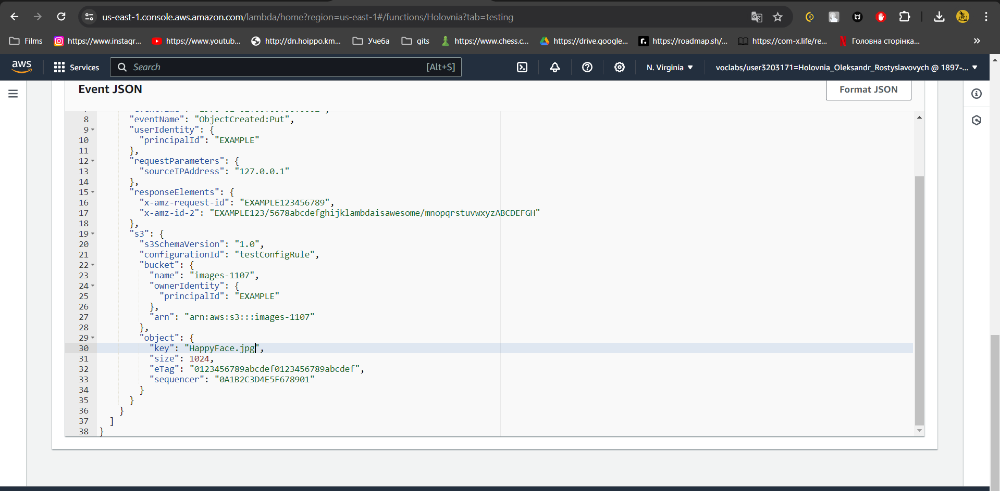 us-east-1.console.aws.amazon.com/lambda/home?region=us-east-1#/functions/Holovnia?tab=testing
Films https://www.instagr... https://www.youtub... http://dn.hoippo.km... Учеба gits https://www.chess.c... https://drive.google... https://roadmap.sh/... https://com-x.life/re... Головна сторінка...
aws Services Search [Alt+S] N. Virginia voclabs/user3203171=Holovnia_Oleksandr_Rostyslavovych @ 1897-...
Event JSON Format JSON
8 "eventName": "ObjectCreated:Put",
9 "userIdentity": {
10 "principalId": "EXAMPLE"
11 },
12 "requestParameters": {
13 "sourceIPAddress": "127.0.0.1"
14 },
15 "responseElements": {
16 "x-amz-request-id": "EXAMPLE123456789",
17 "x-amz-id-2": "EXAMPLE123/5678abcdefghijklambdaisawesome/mnopqrstuvwxyzABCDEFGH"
18 },
19 "s3": {
20 "s3SchemaVersion": "1.0",
21 "configurationId": "testConfigRule",
22 "bucket": {
23 "name": "images-1107",
24 "ownerIdentity": {
25 "principalId": "EXAMPLE"
26 },
27 "arn": "arn:aws:s3:::images-1107"
28 },
29 "object": {
30 "key": "HappyFace.jpg",
31 "size": 1024,
32 "eTag": "0123456789abcdef0123456789abcdef",
33 "sequencer": "0A1B2C3D4E5F678901"
34 }
35 }
36 }
37 ]
38 }